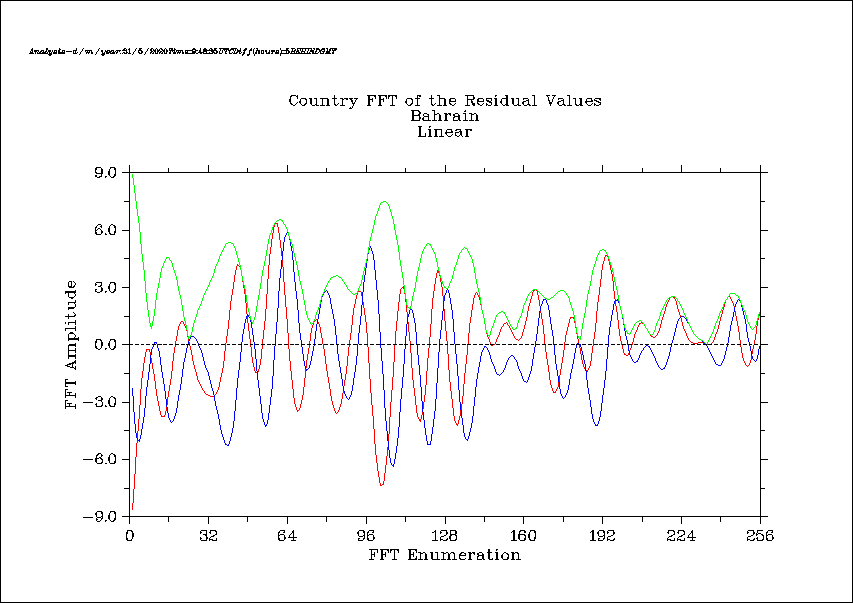 Country FFT of the Residual Values
Bahrain
Linear
FFT Amplitude
9.0
6.0
3.0
0.0
−3.0
−6.0
−9.0
0 32 64 96 128 160 192 224 256
FFT Enumeration